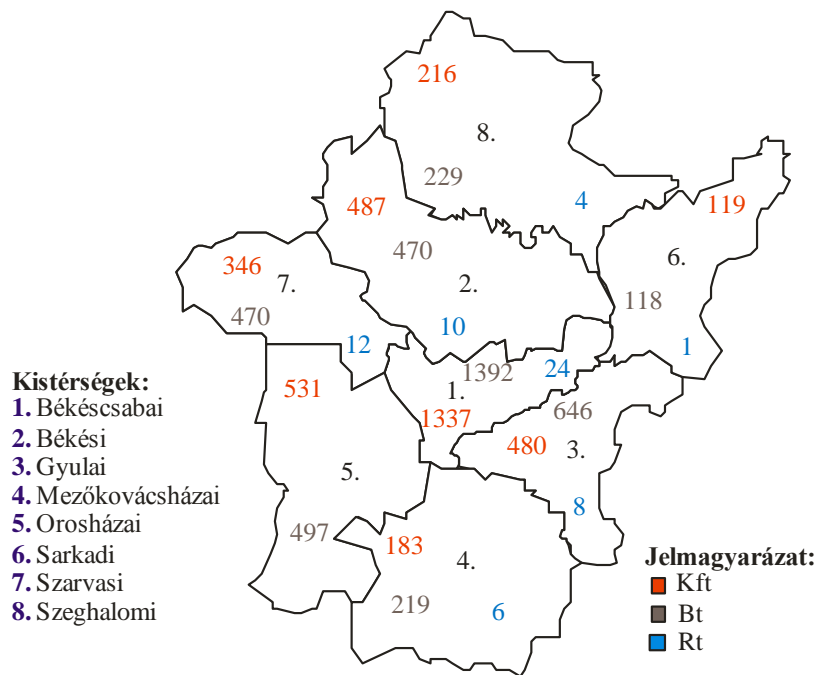 216
8.
229
4
487
119
470
6.
346
7.
2.
118
470
10
12
1
1392
24
531
1.
646
1337
480
3.
5.
8
497
183
4.
219
6
Kistérségek:
1. Békéscsabai
2. Békési
3. Gyulai
4. Mezőkovácsházai
5. Orosházai
6. Sarkadi
7. Szarvasi
8. Szeghalomi
Jelmagyarázat:
Kft
Bt
Rt